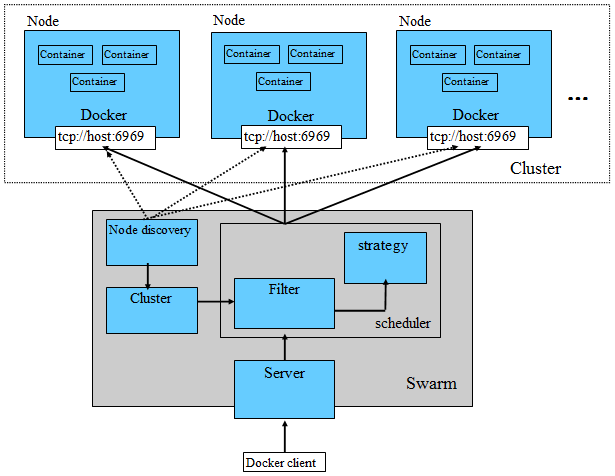 Node
Node
Node
Container
Container
Container
Container
Container
Container
Container
Container
Container
Docker
Docker
Docker
...
tcp://host:6969
tcp://host:6969
tcp://host:6969
Cluster
Node discovery
strategy
Cluster
Filter
scheduler
Server
Swarm
Docker client